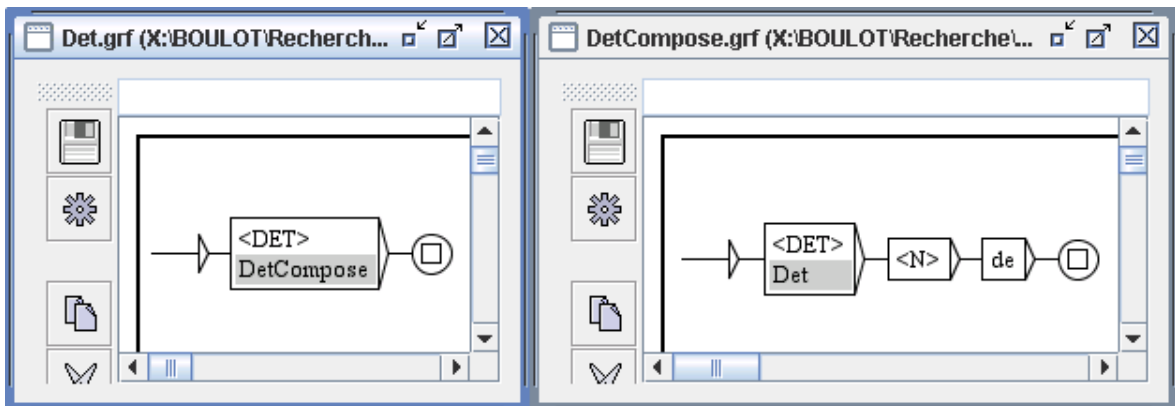 Det.grf (X:\BOULOT\Recherch...
<DET>
DetCompose
DetCompose.grf (X:\BOULOT\Recherche\...
<DET>
Det
<N>
de